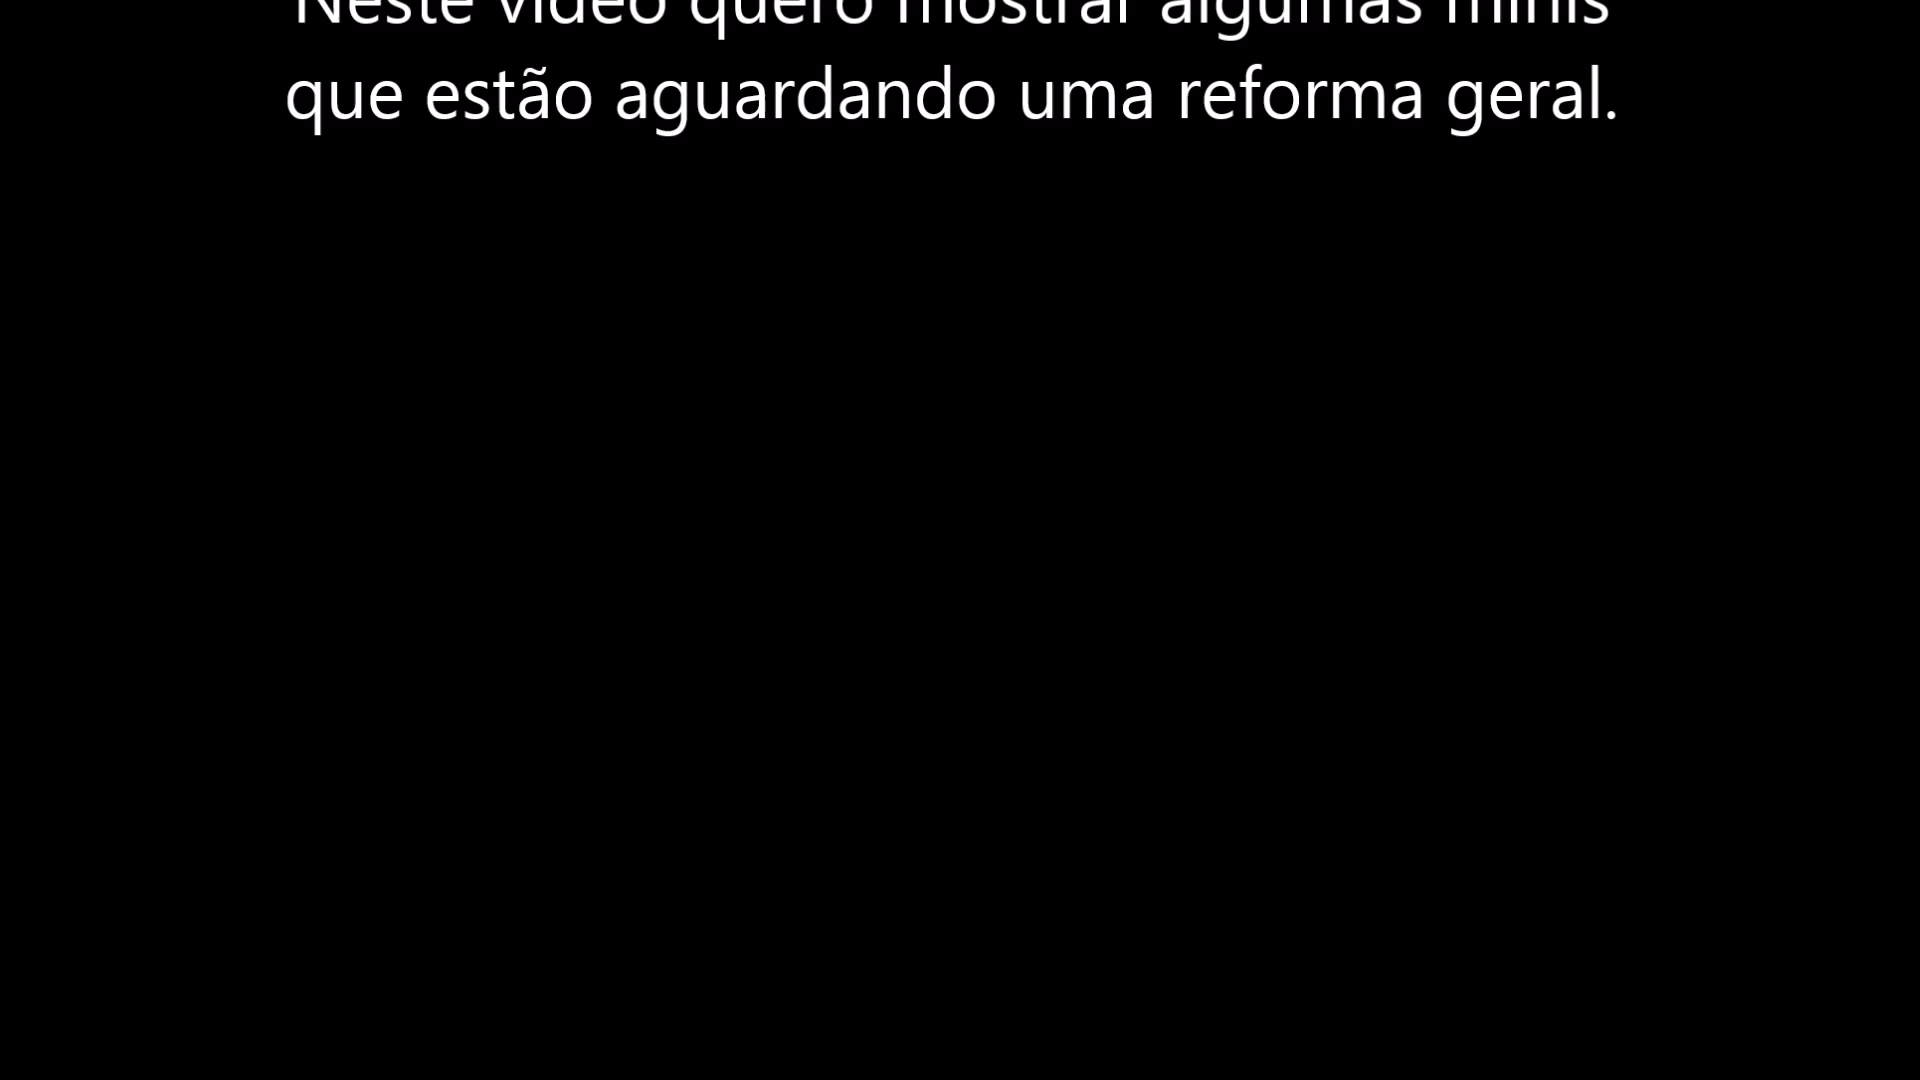 Neste vídeo quero mostrar algumas minis
que estão aguardando uma reforma geral.